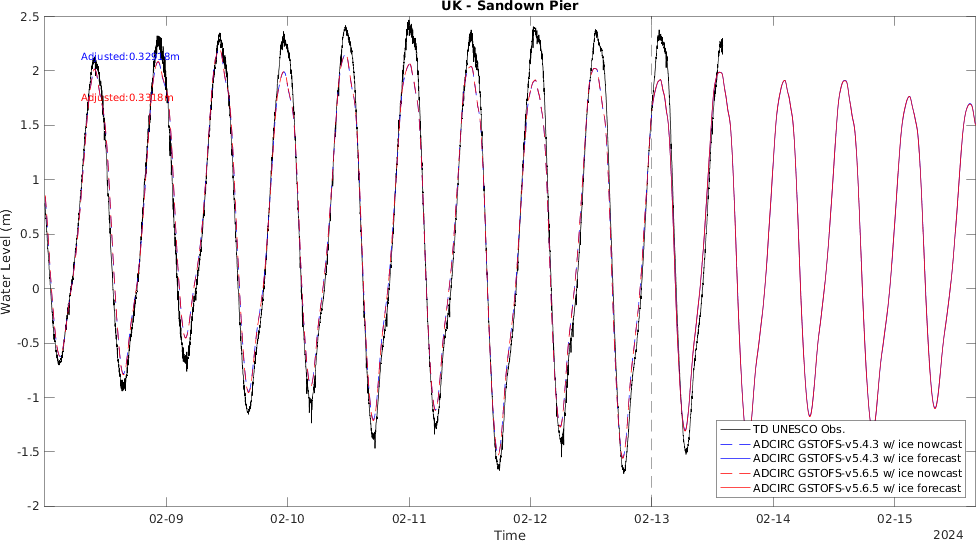 UK - Sandown Pier
2.5
2
1.5
1
0.5
0
-0.5
-1
-1.5
-2
Water Level (m)
Adjusted:0.32918m
Adjusted:0.3318m
02-09
02-10
02-11
02-12
02-13
02-14
02-15
Time
2024
TD UNESCO Obs.
ADCIRC GSTOFS-v5.4.3 w/ ice nowcast
ADCIRC GSTOFS-v5.4.3 w/ ice forecast
ADCIRC GSTOFS-v5.6.5 w/ ice nowcast
ADCIRC GSTOFS-v5.6.5 w/ ice forecast